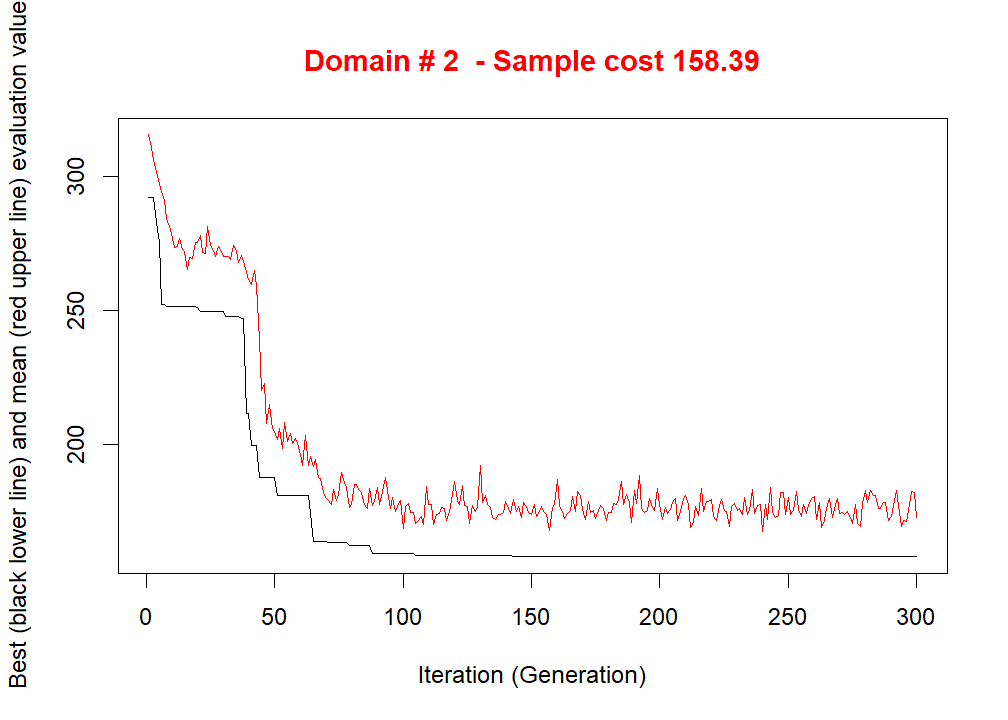 Domain # 2  - Sample cost 158.39
Best (black lower line) and mean (red upper line) evaluation value
300
250
200
0 50 100 150 200 250 300
Iteration (Generation)